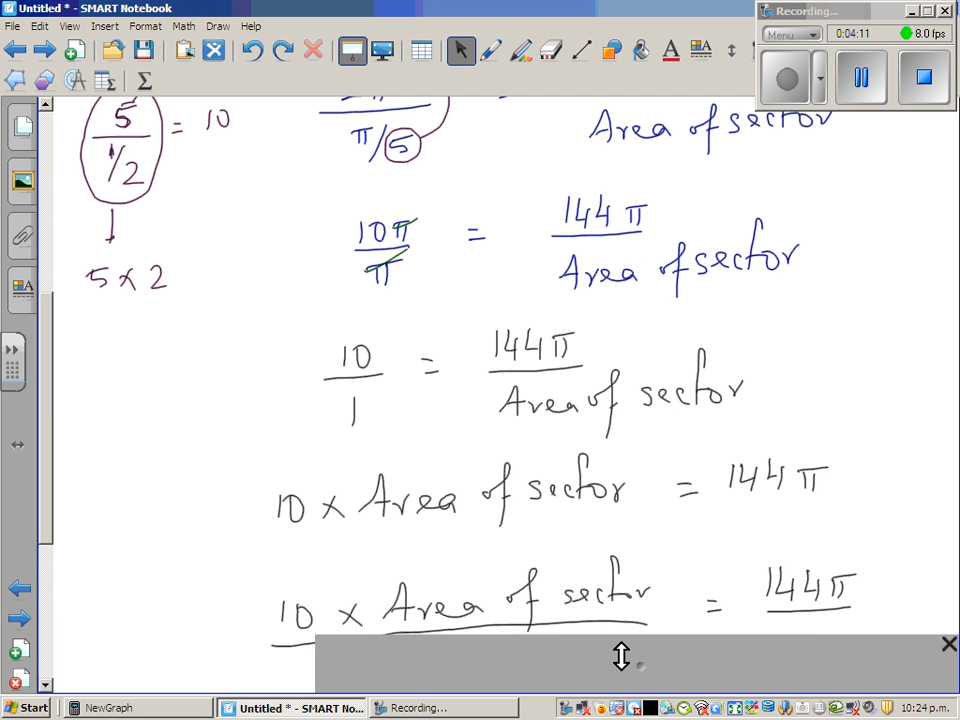 Untitled * - SMART Notebook
File Edit View Insert Format Tools Math Draw Help
Recording...
Menu 0:04:11 8.0 fps
5
1/2
= 10
5 × 2
π/5
Area of sector
10π
π
=
144 π
Area of sector
10
1
=
144π
Area of sector
10 × Area of sector = 144 π
10 × Area of sector = 144π
Start NewGraph Untitled * - SMART No... Recording... 10:24 p.m.